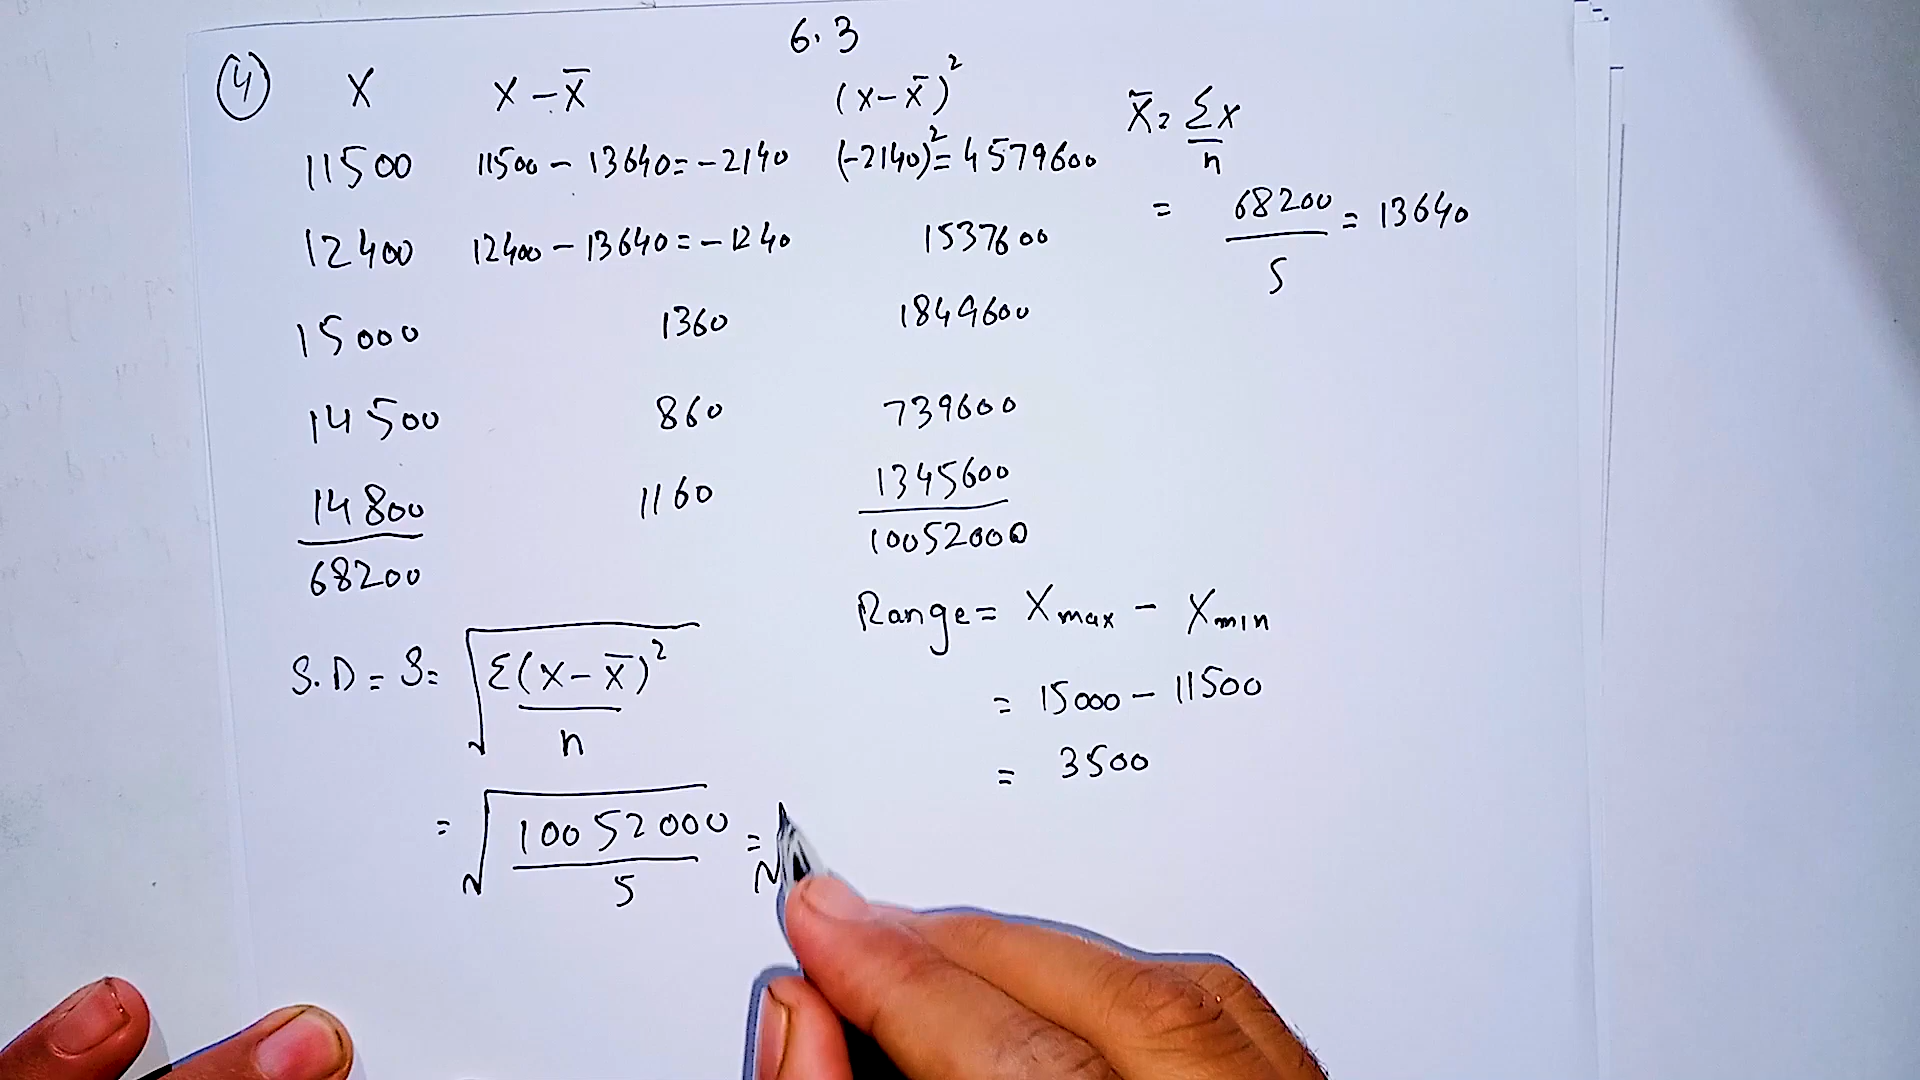 6.3
(4) X X - X̄ (x - x̄)²
X̄ = Σx/n
11500 11500 - 13640 = -2140 (-2140)² = 4579600
= 68200/5 = 13640
12400 12400 - 13640 = -1240 1537600
15000 1360 1849600
14500 860 739600
14800 1160 1345600
68200 10052000
Range = Xmax - Xmin
= 15000 - 11500
= 3500
S.D = S = √(Σ(x - x̄)²/n)
= √(10052000/5) = √